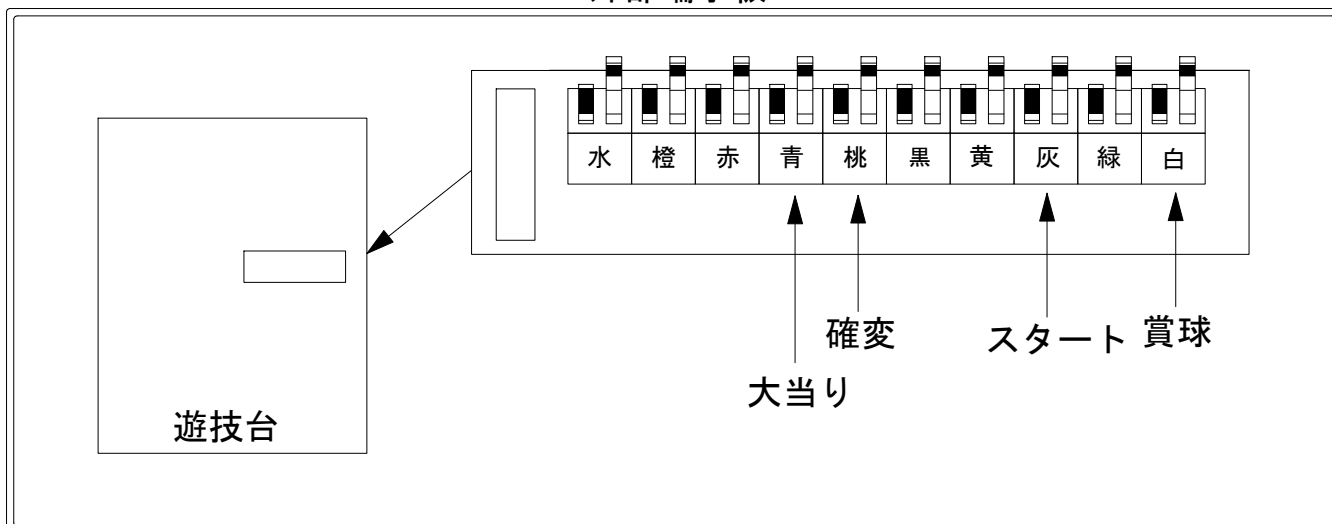 水 橙 赤 青 桃 黒 黄 灰 緑 白
確変 スタート 賞球
大当り
遊技台